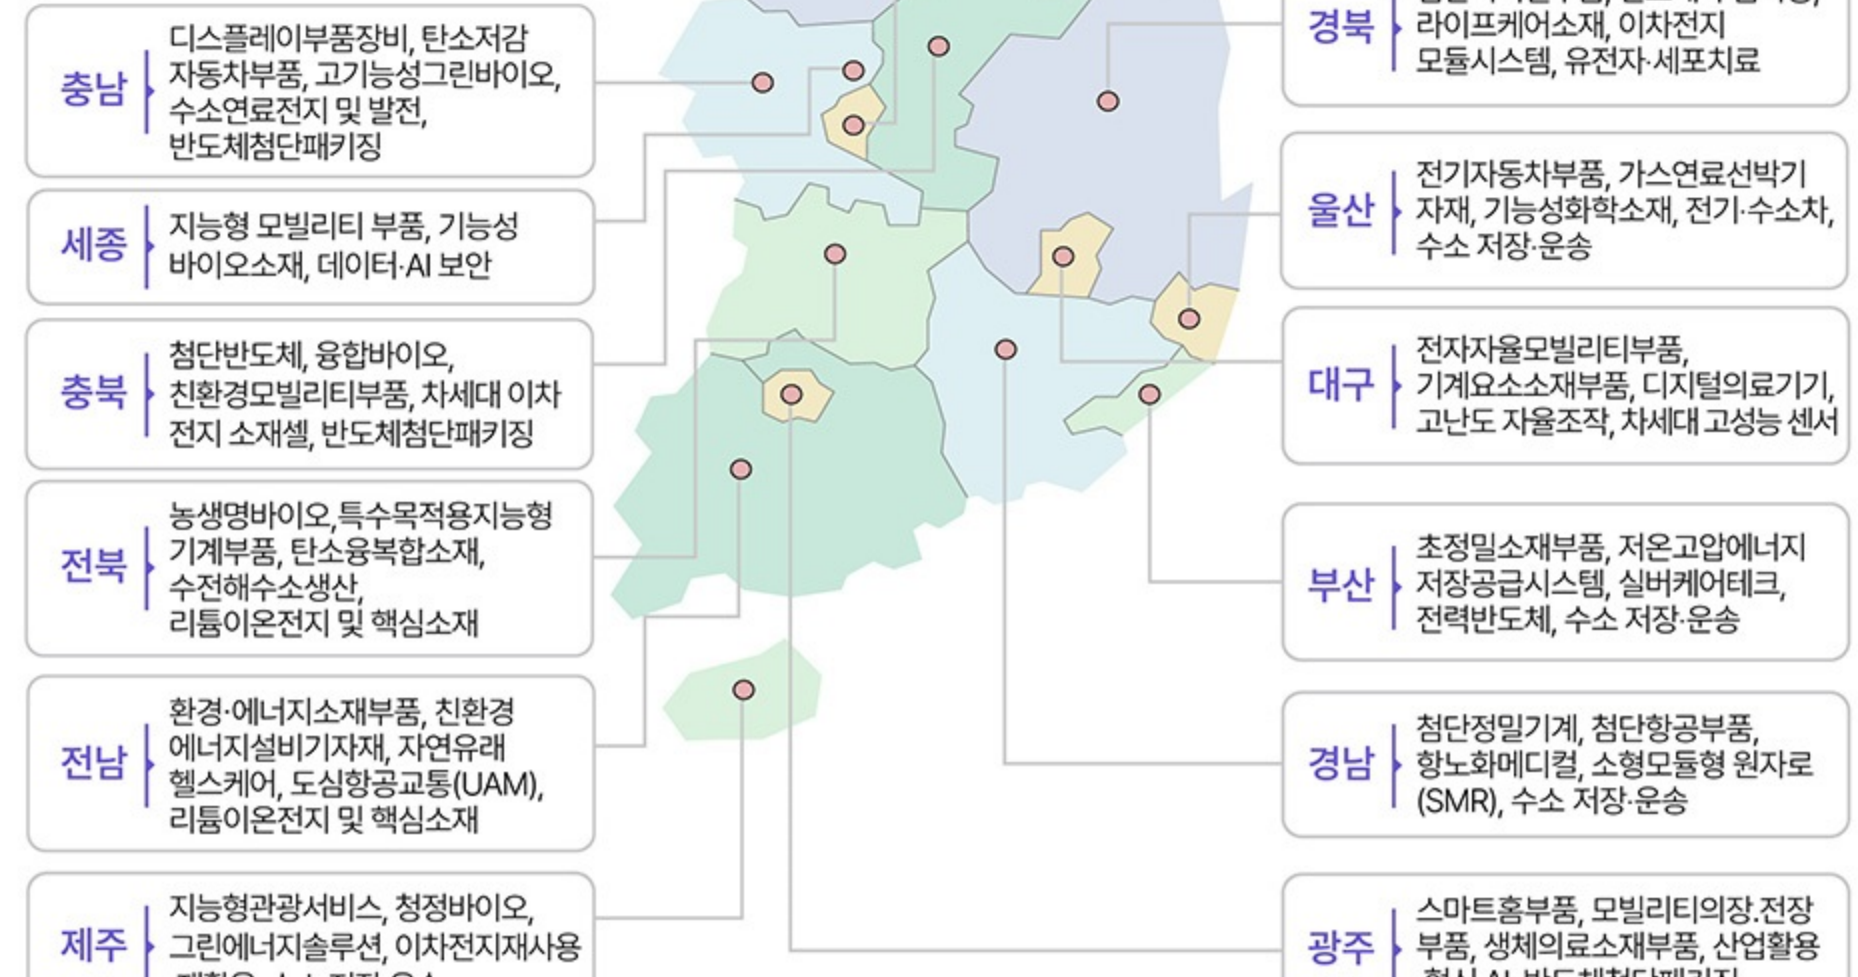 충남
디스플레이부품장비, 탄소저감
자동차부품, 고기능성그린바이오,
수소연료전지 및 발전,
반도체첨단패키징
세종
지능형 모빌리티 부품, 기능성
바이오소재, 데이터·AI 보안
충북
첨단반도체, 융합바이오,
친환경모빌리티부품, 차세대 이차
전지 소재셀, 반도체첨단패키징
전북
농생명바이오,특수목적용지능형
기계부품, 탄소융복합소재,
수전해수소생산,
리튬이온전지 및 핵심소재
전남
환경·에너지소재부품, 친환경
에너지설비기자재, 자연유래
헬스케어, 도심항공교통(UAM),
리튬이온전지 및 핵심소재
제주
지능형관광서비스, 청정바이오,
그린에너지솔루션, 이차전지재사용
경북
라이프케어소재, 이차전지
모듈시스템, 유전자·세포치료
울산
전기자동차부품, 가스연료선박기
자재, 기능성화학소재, 전기·수소차,
수소 저장·운송
대구
전자자율모빌리티부품,
기계요소소재부품, 디지털의료기기,
고난도 자율조작, 차세대 고성능 센서
부산
초정밀소재부품, 저온고압에너지
저장공급시스템, 실버케어테크,
전력반도체, 수소 저장·운송
경남
첨단정밀기계, 첨단항공부품,
항노화메디컬, 소형모듈형 원자로
(SMR), 수소 저장·운송
광주
스마트홈부품, 모빌리티의장.전장
부품, 생체의료소재부품, 산업활용